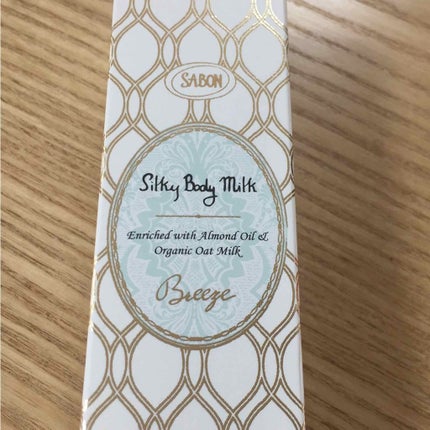 SABON
Silky Body Milk
Enriched with Almond Oil &
Organic Oat Milk
Breeze